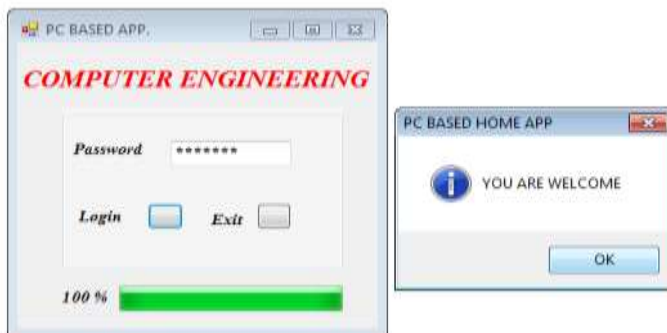 PC BASED APP.
COMPUTER ENGINEERING
Password *******
Login Exit
100 %
PC BASED HOME APP
YOU ARE WELCOME
OK